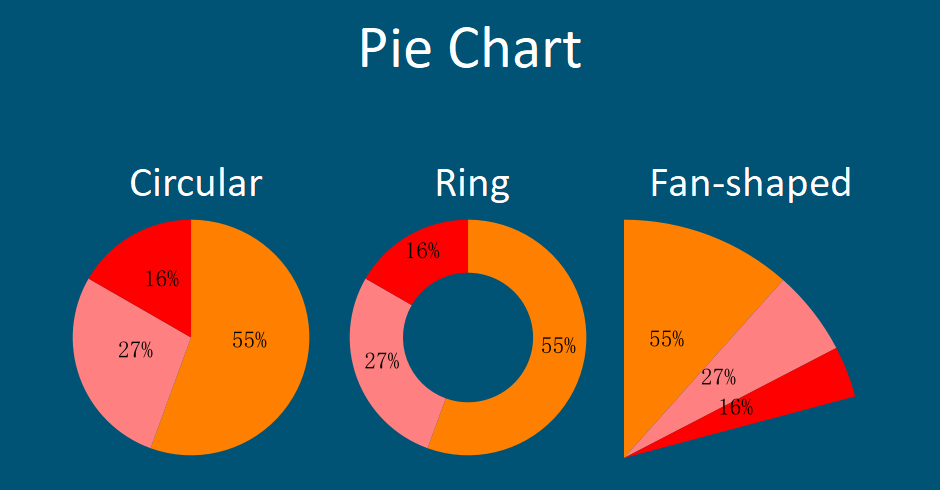 Pie Chart
Circular
Ring
Fan-shaped
16%
27%
55%
16%
27%
55%
55%
27%
16%